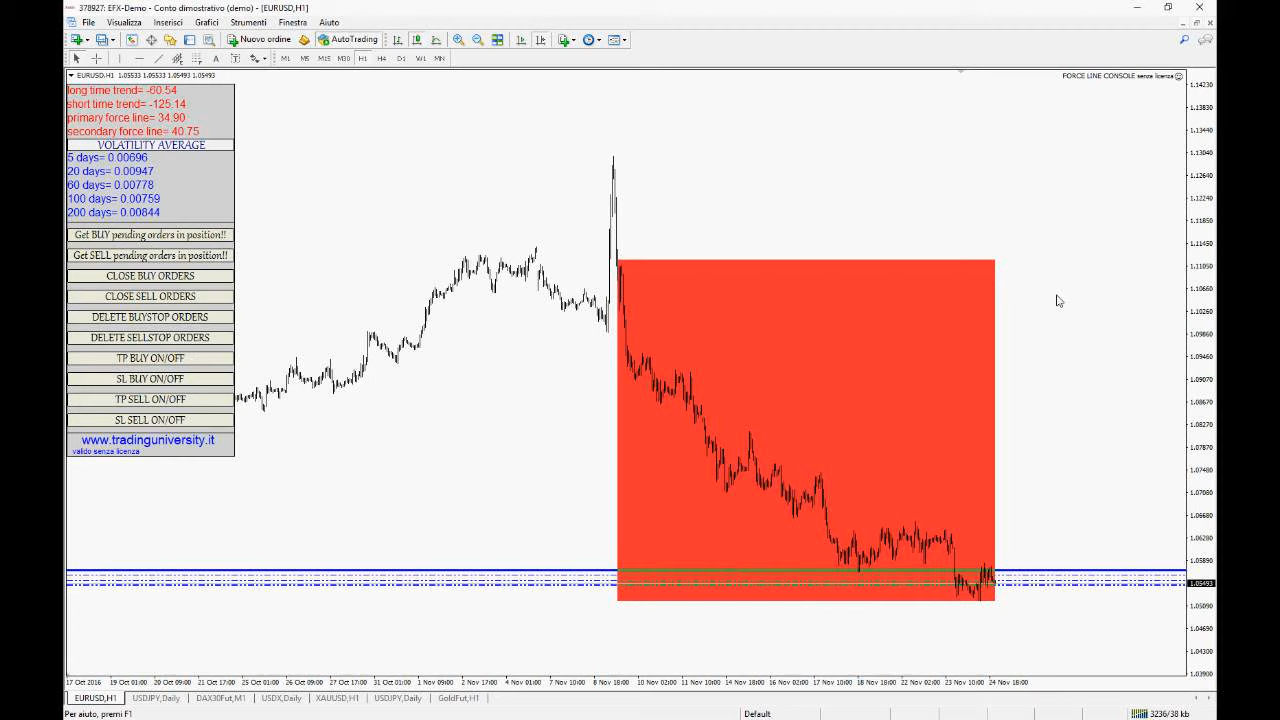 378927: EFX-Demo - Conto dimostrativo (demo) - [EURUSD,H1]
File Visualizza Inserisci Grafici Strumenti Finestra Aiuto
Nuovo ordine AutoTrading
A T M1 M5 M15 M30 H1 H4 D1 W1 MN
EURUSD,H1 1.05533 1.05533 1.05493 1.05493
FORCE LINE CONSOLE senza licenza
long time trend= -60.54
short time trend= -125.14
primary force line= 34.90
secondary force line= 40.75
VOLATILITY AVERAGE
5 days= 0.00696
20 days= 0.00947
60 days= 0.00778
100 days= 0.00759
200 days= 0.00844
Get BUY pending orders in position!!
Get SELL pending orders in position!!
CLOSE BUY ORDERS
CLOSE SELL ORDERS
DELETE BUYSTOP ORDERS
DELETE SELLSTOP ORDERS
TP BUY ON/OFF
SL BUY ON/OFF
TP SELL ON/OFF
SL SELL ON/OFF
www.tradinguniversity.it
valido senza licenza
1.14230
1.13830
1.13440
1.13040
1.12640
1.12240
1.11850
1.11450
1.11050
1.10660
1.10260
1.09860
1.09460
1.09070
1.08670
1.08270
1.07870
1.07480
1.07080
1.06680
1.06280
1.05890
1.05493
1.05090
1.04690
1.04300
1.03900
17 Oct 2016 19 Oct 01:00 20 Oct 09:00 21 Oct 17:00 25 Oct 01:00 26 Oct 09:00 27 Oct 17:00 31 Oct 01:00 1 Nov 09:00 2 Nov 17:00 4 Nov 01:00 7 Nov 10:00 8 Nov 18:00 10 Nov 02:00 11 Nov 10:00 14 Nov 18:00 16 Nov 02:00 17 Nov 10:00 18 Nov 18:00 22 Nov 02:00 23 Nov 10:00 24 Nov 18:00
EURUSD,H1 USDJPY,Daily DAX30Fut,M1 USDX,Daily XAUUSD,H1 USDJPY,Daily GoldFut,H1
Per aiuto, premi F1 Default 3236/38 kb